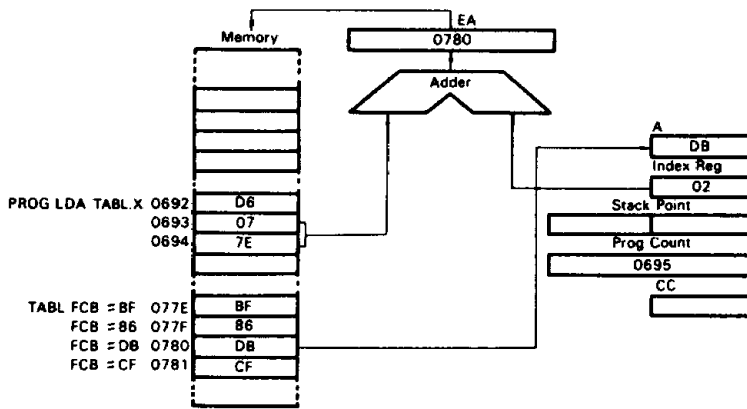 EA
Memory
0780
Adder
A
DB
Index Reg
02
PROG LDA TABL.X 0692 D6
0693 07
0694 7E
Stack Point
Prog Count
0695
CC
TABL FCB = BF 077E BF
FCB = 86 077F 86
FCB = DB 0780 DB
FCB = CF 0781 CF